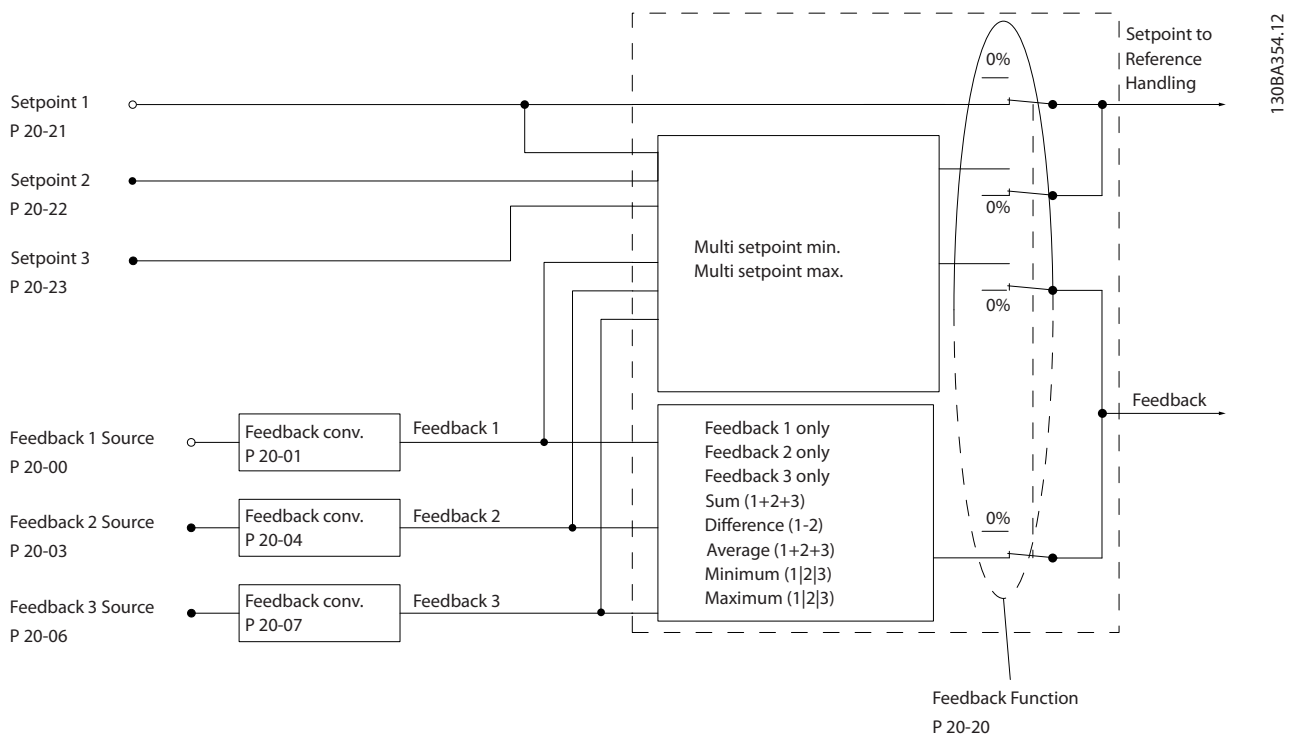 130BA354.12
Setpoint to
Reference
Handling
0%
Setpoint 1
P 20-21
Setpoint 2
P 20-22
0%
Setpoint 3
P 20-23
Multi setpoint min.
Multi setpoint max.
0%
Feedback
Feedback 1 Source
P 20-00
Feedback conv.
P 20-01
Feedback 1
Feedback 2 Source
P 20-03
Feedback conv.
P 20-04
Feedback 2
Feedback 3 Source
P 20-06
Feedback conv.
P 20-07
Feedback 3
Feedback 1 only
Feedback 2 only
Feedback 3 only
Sum (1+2+3)
Difference (1-2)
Average (1+2+3)
Minimum (1|2|3)
Maximum (1|2|3)
0%
Feedback Function
P 20-20